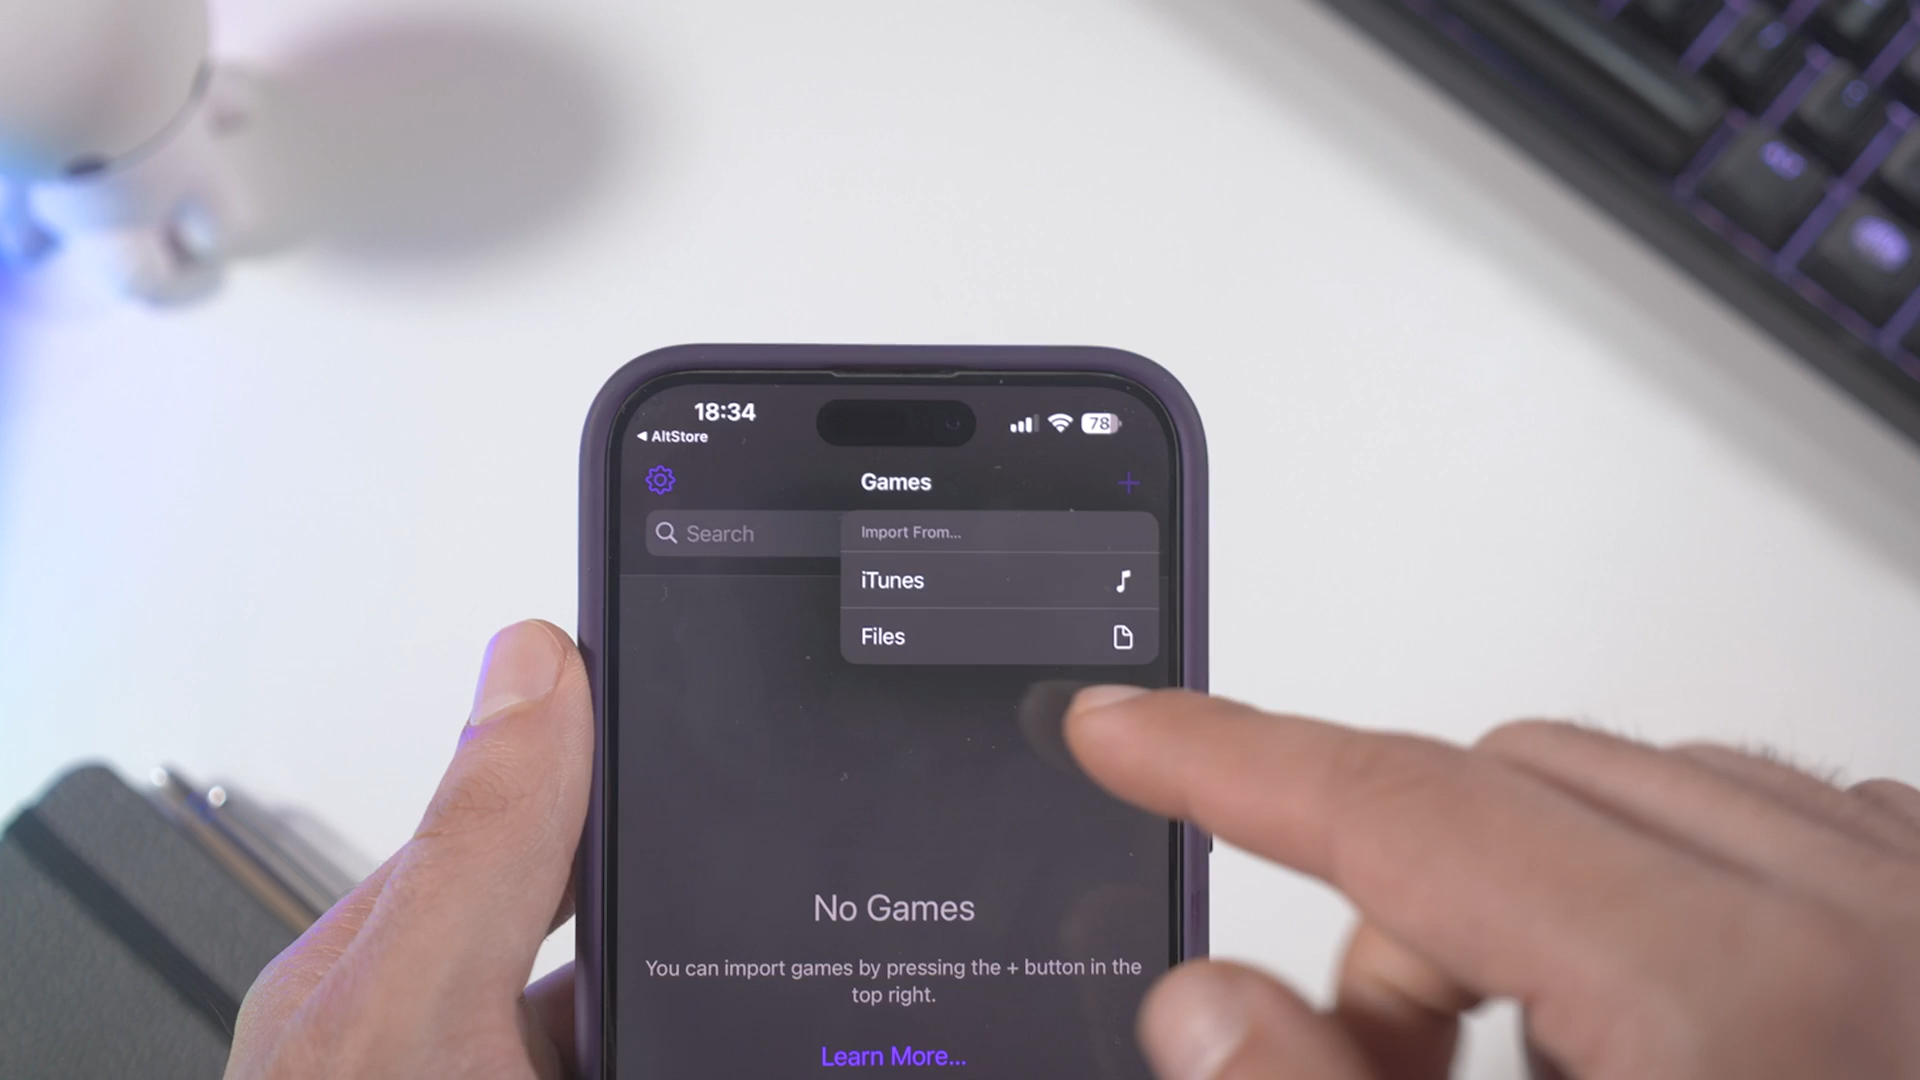 18:34
78
◀ AltStore
Games
+
Search
Import From...
iTunes
Files
No Games
You can import games by pressing the + button in the
top right.
Learn More...